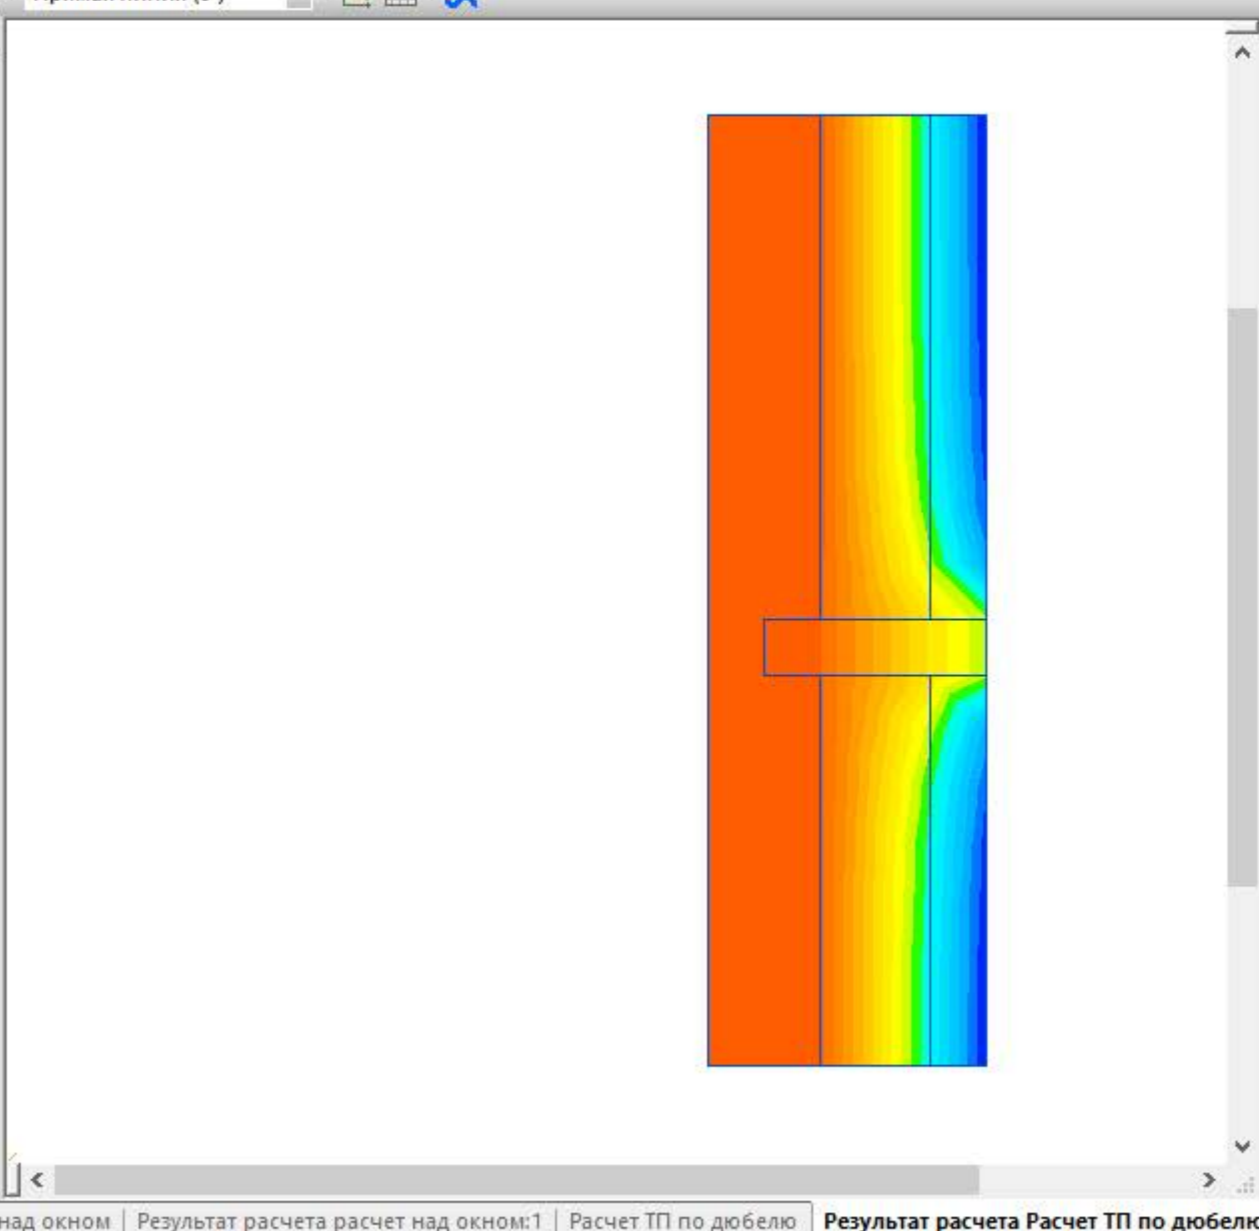 над окном | Результат расчета расчет над окном:1 | Расчет ТП по дюбелю | Результат расчета Расчет ТП по дюбелю